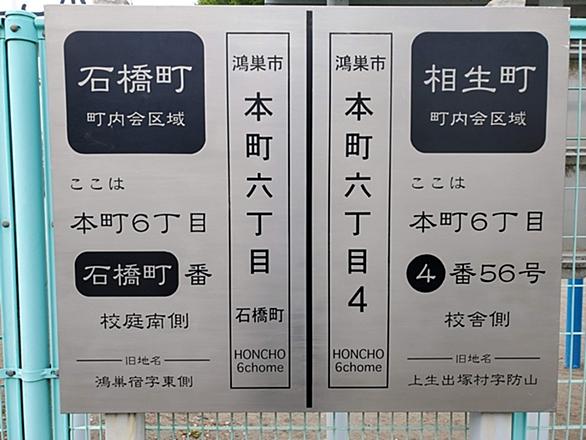 石橋町
町内会区域
ここは
本町6丁目
石橋町 番
校庭南側
旧地名
鴻巣宿字東側
鴻巣市
本町六丁目
石橋町
HONCHO
6chome
鴻巣市
本町六丁目4
HONCHO
6chome
相生町
町内会区域
ここは
本町6丁目
4番56号
校舎側
旧地名
上生出塚村字防山